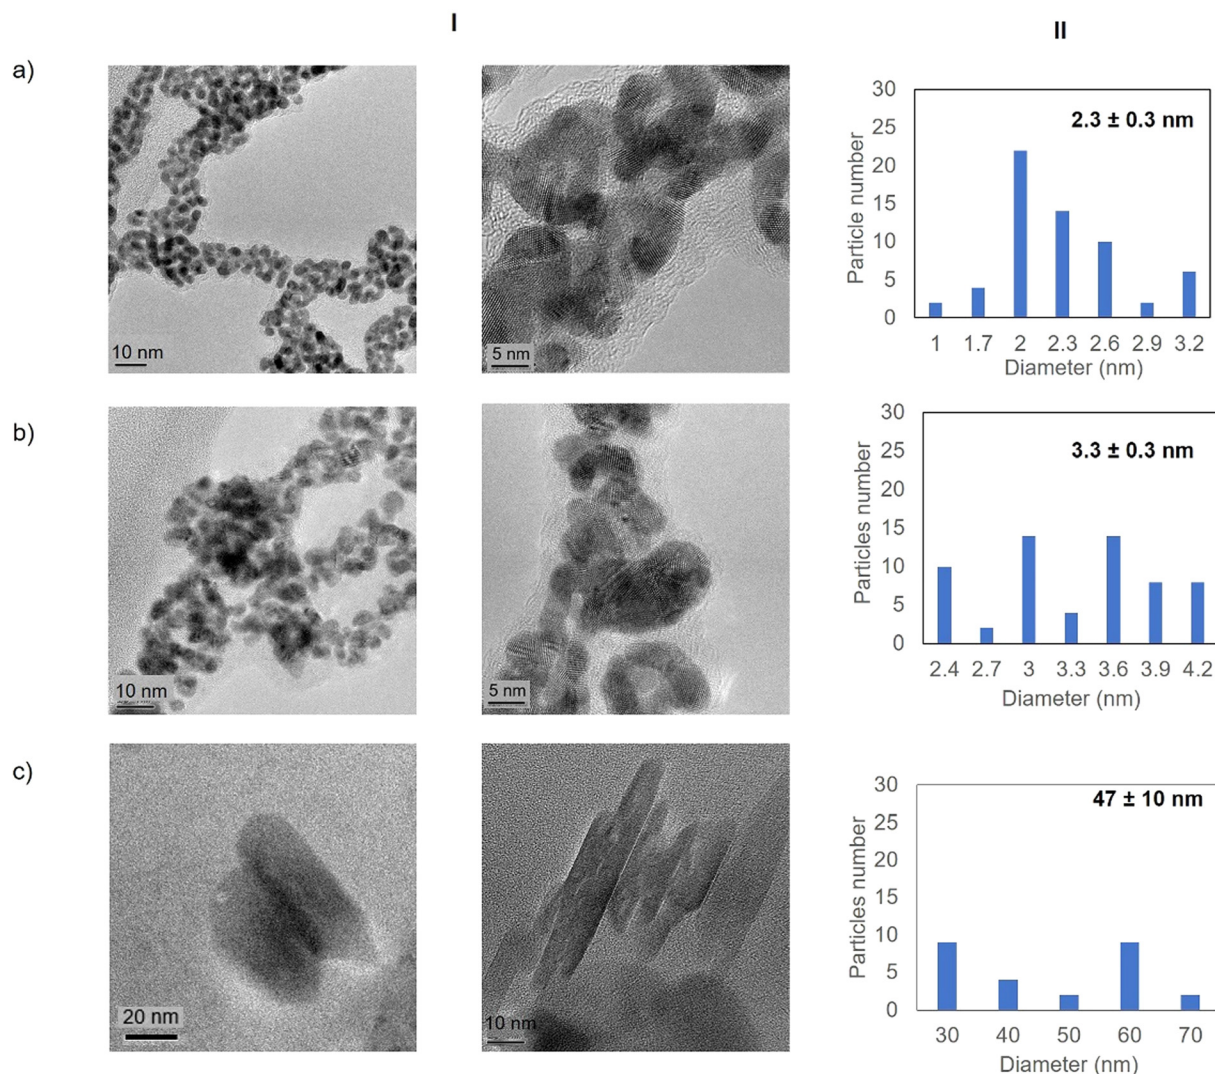 I
II
a)
10 nm
5 nm
2.3 ± 0.3 nm
Particle number
30
25
20
15
10
5
0
1 1.7 2 2.3 2.6 2.9 3.2
Diameter (nm)
b)
10 nm
5 nm
3.3 ± 0.3 nm
Particles number
30
25
20
15
10
5
0
2.4 2.7 3 3.3 3.6 3.9 4.2
Diameter (nm)
c)
20 nm
10 nm
47 ± 10 nm
Particles number
30
25
20
15
10
5
0
30 40 50 60 70
Diameter (nm)